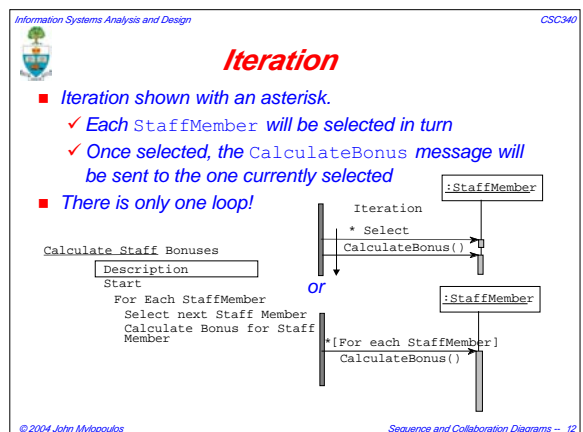 Information Systems Analysis and Design
CSC340
Iteration
Iteration shown with an asterisk.
Each StaffMember will be selected in turn
Once selected, the CalculateBonus message will
be sent to the one currently selected
There is only one loop!
:StaffMember
Iteration
* Select
CalculateBonus()
Calculate Staff Bonuses
Description
Start
For Each StaffMember
Select next Staff Member
Calculate Bonus for Staff
Member
or
:StaffMember
*[For each StaffMember]
CalculateBonus()
© 2004 John Mylopoulos
Sequence and Collaboration Diagrams -- 12